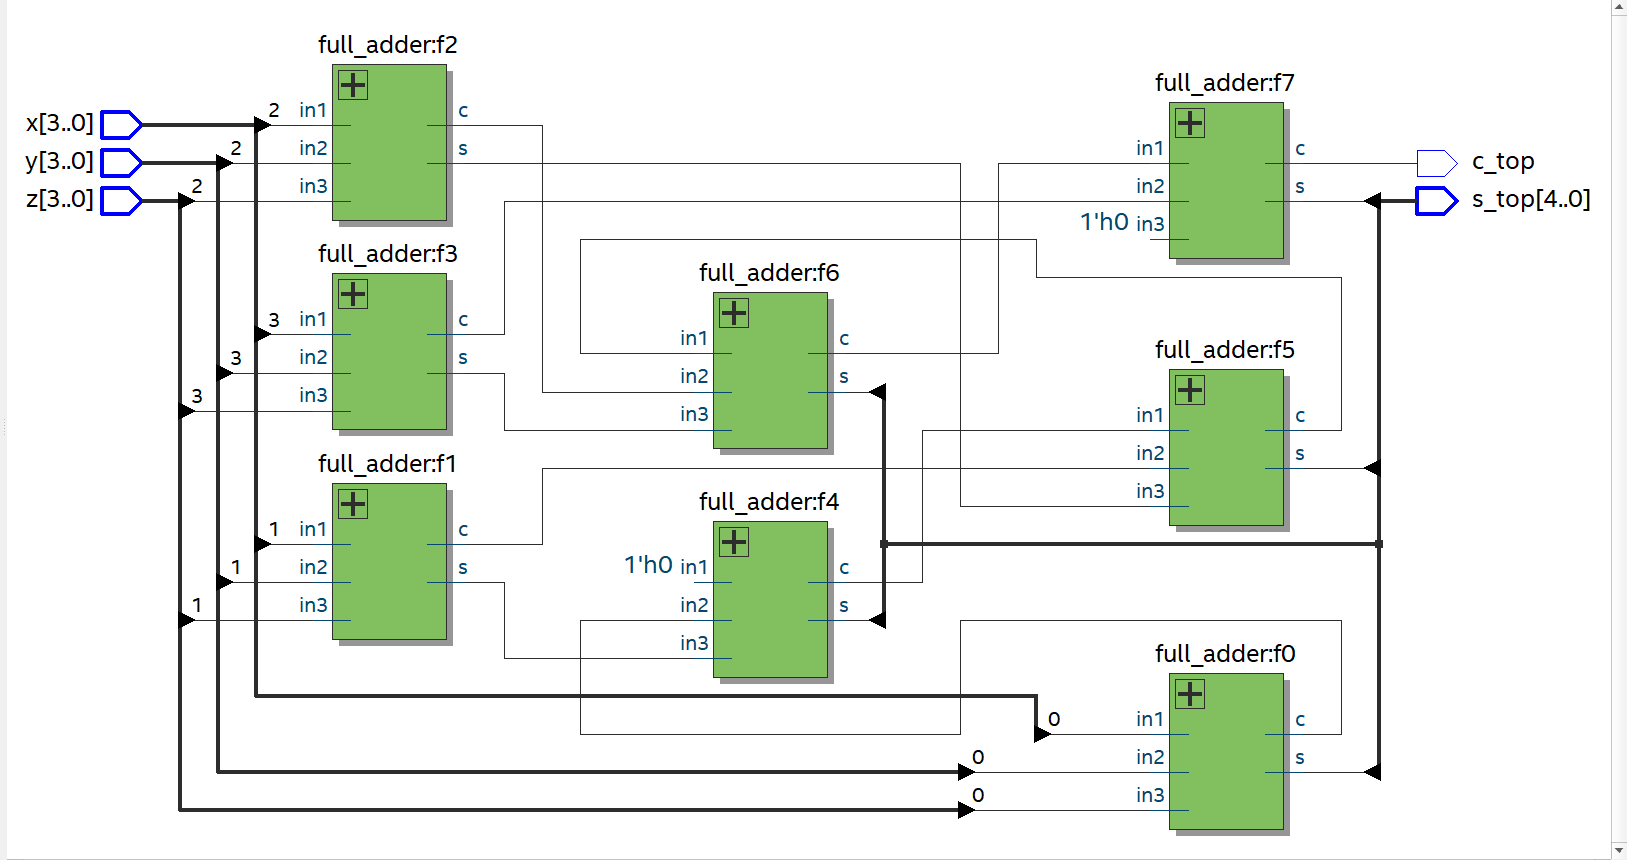 full_adder:f2
x[3..0]
2
in1
c
y[3..0]
2
in2
s
z[3..0]
2
in3
full_adder:f7
in1
c
c_top
in2
s
s_top[4..0]
1'h0 in3
full_adder:f3
3
in1
c
3
in2
s
3
in3
full_adder:f6
in1
c
in2
s
in3
full_adder:f5
in1
c
in2
s
in3
full_adder:f1
1
in1
c
1
in2
s
1
in3
full_adder:f4
1'h0 in1
c
in2
s
in3
full_adder:f0
0
in1
c
0
in2
s
0
in3